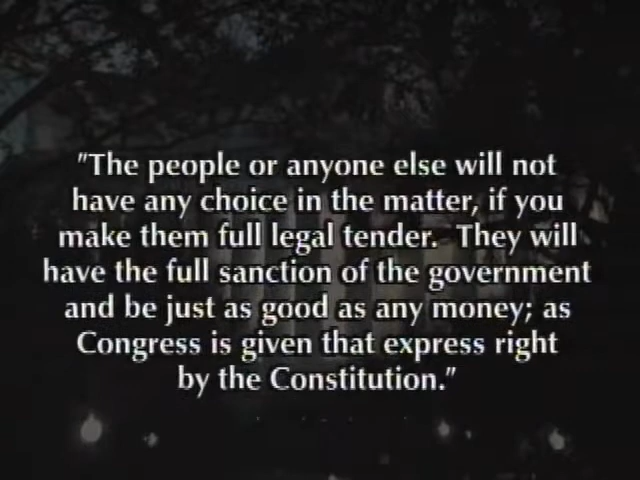 "The people or anyone else will not
have any choice in the matter, if you
make them full legal tender. They will
have the full sanction of the government
and be just as good as any money; as
Congress is given that express right
by the Constitution."